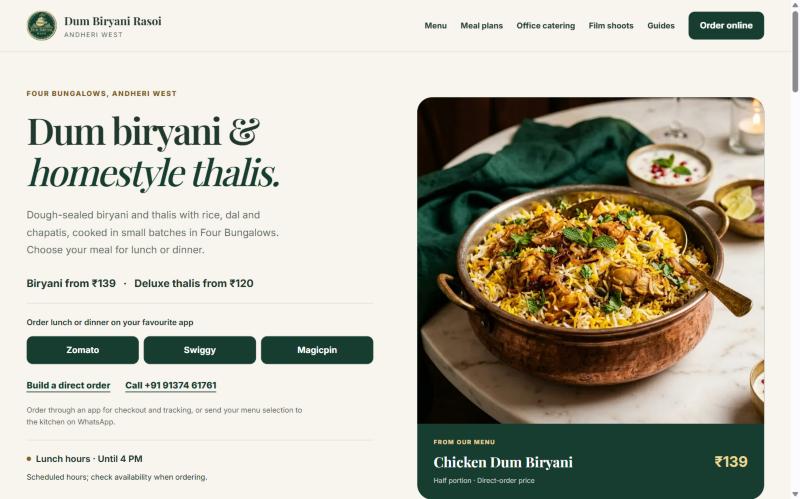 Dum Biryani Rasoi
ANDHERI WEST
Menu Meal plans Office catering Film shoots Guides Order online
FOUR BUNGALOWS, ANDHERI WEST
Dum biryani &
homestyle thalis.
Dough-sealed biryani and thalis with rice, dal and
chapatis, cooked in small batches in Four Bungalows.
Choose your meal for lunch or dinner.
Biryani from ₹139 · Deluxe thalis from ₹120
Order lunch or dinner on your favourite app
Zomato Swiggy Magicpin
Build a direct order Call +91 91374 61761
Order through an app for checkout and tracking, or send your menu selection to
the kitchen on WhatsApp.
Lunch hours · Until 4 PM
Scheduled hours; check availability when ordering.
FROM OUR MENU
Chicken Dum Biryani ₹139
Half portion · Direct-order price